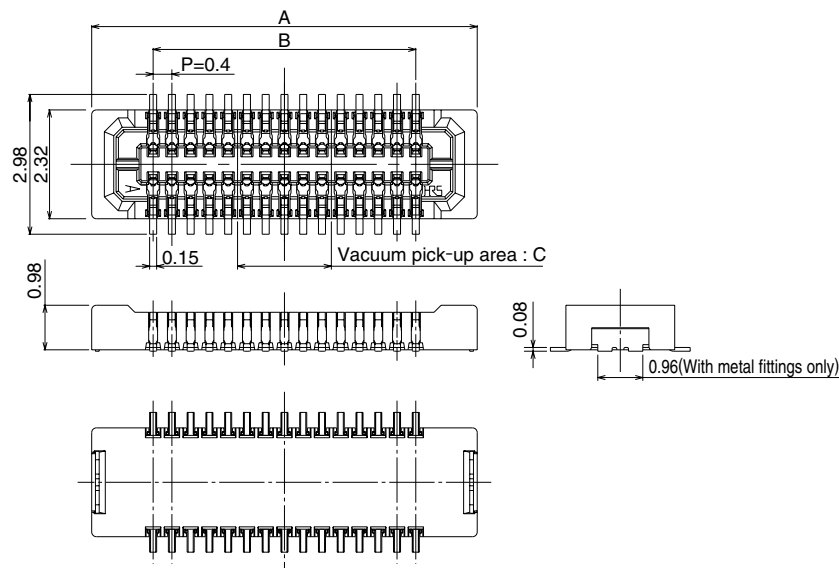 A
B
P=0.4
2.98
2.32
A
HRS
0.15
Vacuum pick-up area : C
0.98
0.08
0.96(With metal fittings only)